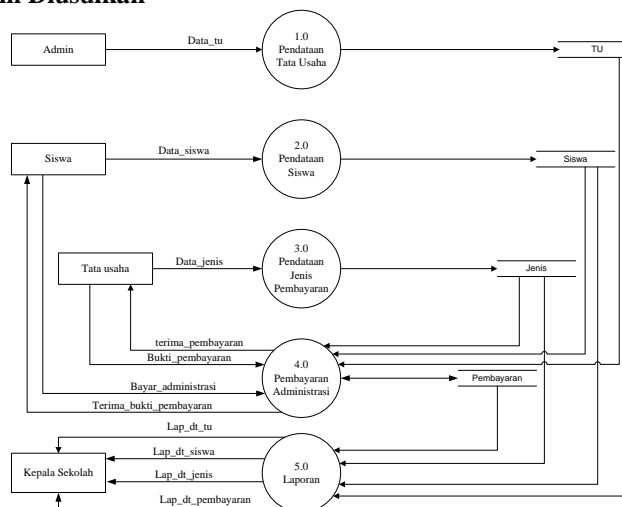 Admin
Data_tu
1.0
Pendataan
Tata Usaha
TU
Siswa
Data_siswa
2.0
Pendataan
Siswa
Siswa
Tata usaha
Data_jenis
3.0
Pendataan
Jenis
Pembayaran
Jenis
terima_pembayaran
Bukti_pembayaran
Bayar_administrasi
Terima_bukti_pembayaran
4.0
Pembayaran
Administrasi
Pembayaran
Kepala Sekolah
Lap_dt_tu
Lap_dt_siswa
Lap_dt_jenis
Lap_dt_pembayaran
5.0
Laporan